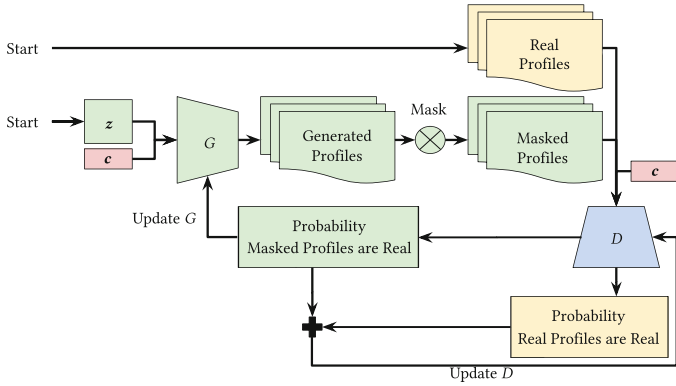 Start
Real
Profiles
Start
z
c
G
Generated
Profiles
Mask
Masked
Profiles
c
Update G
Probability
Masked Profiles are Real
D
Probability
Real Profiles are Real
Update D